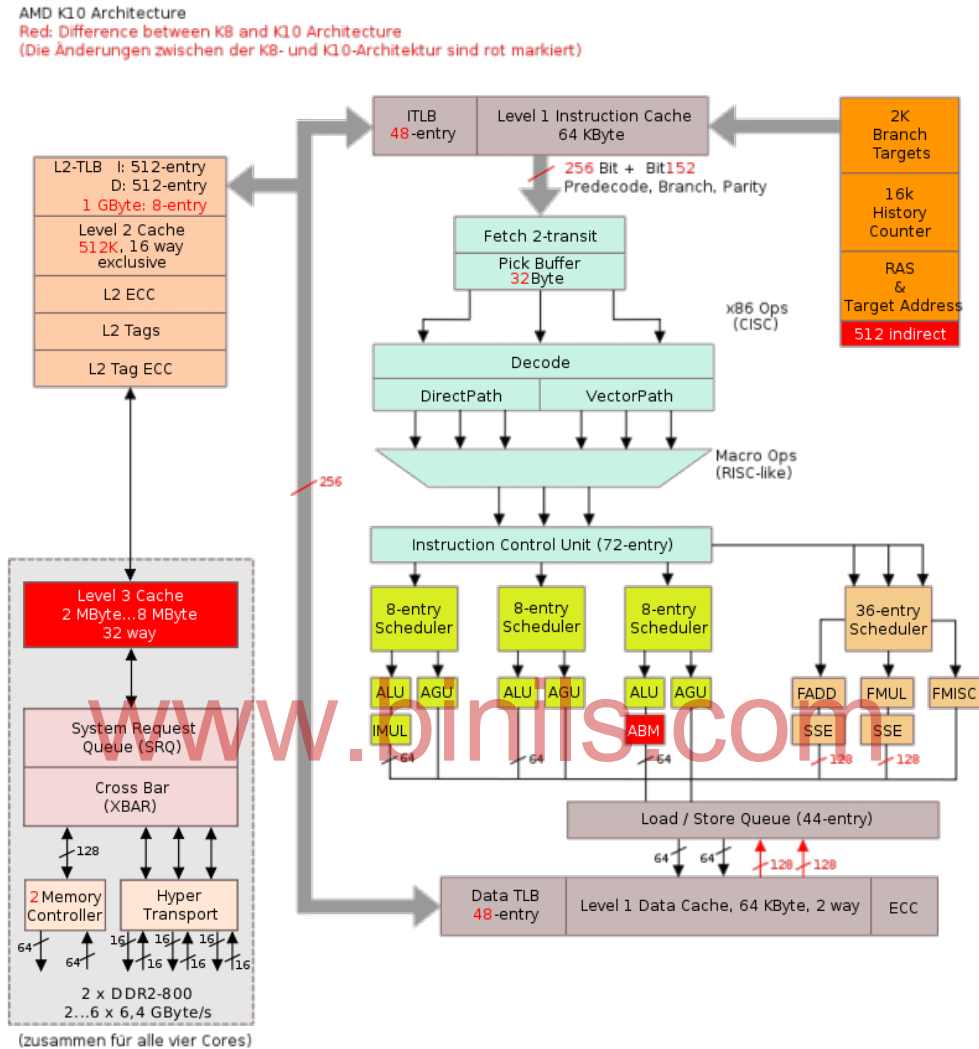 AMD K10 Architecture
Red: Difference between K8 and K10 Architecture
(Die Änderungen zwischen der K8- und K10-Architektur sind rot markiert)
ITLB
48-entry
Level 1 Instruction Cache
64 KByte
2K
Branch
Targets
16k
History
Counter
RAS
&
Target Address
512 indirect
L2-TLB I: 512-entry
D: 512-entry
1 GByte: 8-entry
Level 2 Cache
512K, 16 way
exclusive
L2 ECC
L2 Tags
L2 Tag ECC
256 Bit + Bit152
Predecode, Branch, Parity
Fetch 2-transit
Pick Buffer
32Byte
x86 Ops
(CISC)
Decode
DirectPath
VectorPath
Macro Ops
(RISC-like)
256
Instruction Control Unit (72-entry)
8-entry
Scheduler
8-entry
Scheduler
8-entry
Scheduler
36-entry
Scheduler
ALU
AGU
ALU
AGU
ALU
AGU
FADD
FMUL
FMISC
IMUL
ABM
SSE
SSE
64
64
64
128
128
www.binils.com
Level 3 Cache
2 MByte...8 MByte
32 way
System Request
Queue (SRQ)
Cross Bar
(XBAR)
128
2 Memory
Controller
Hyper
Transport
64
64
16
16
16
16
16
16
2 x DDR2-800
2...6 x 6,4 GByte/s
(zusammen für alle vier Cores)
Load / Store Queue (44-entry)
64
64
128
128
Data TLB
48-entry
Level 1 Data Cache, 64 KByte, 2 way
ECC